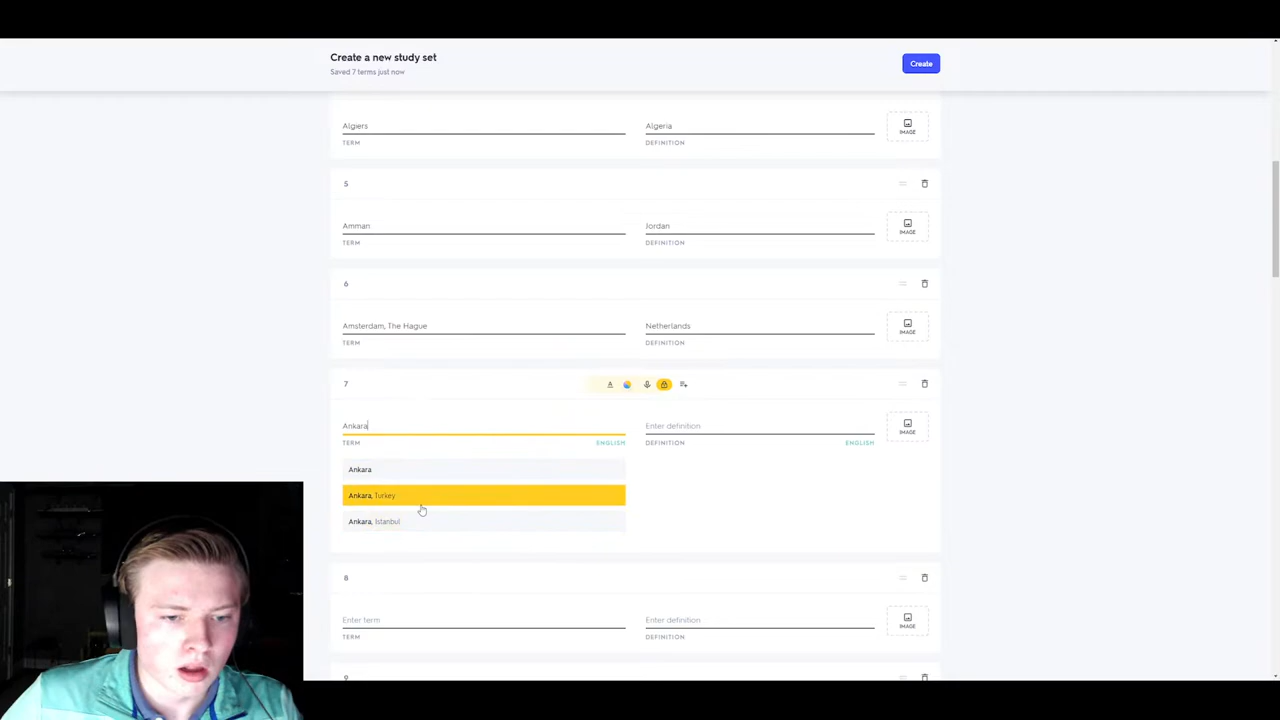 Create a new study set
Saved 7 terms just now
Create
Algiers
Algeria
TERM
DEFINITION
IMAGE
5
Amman
Jordan
TERM
DEFINITION
IMAGE
6
Amsterdam, The Hague
Netherlands
TERM
DEFINITION
IMAGE
7
Ankara
Enter definition
TERM
ENGLISH
DEFINITION
ENGLISH
IMAGE
Ankara
Ankara, Turkey
Ankara, Istanbul
8
Enter term
Enter definition
TERM
DEFINITION
IMAGE
9